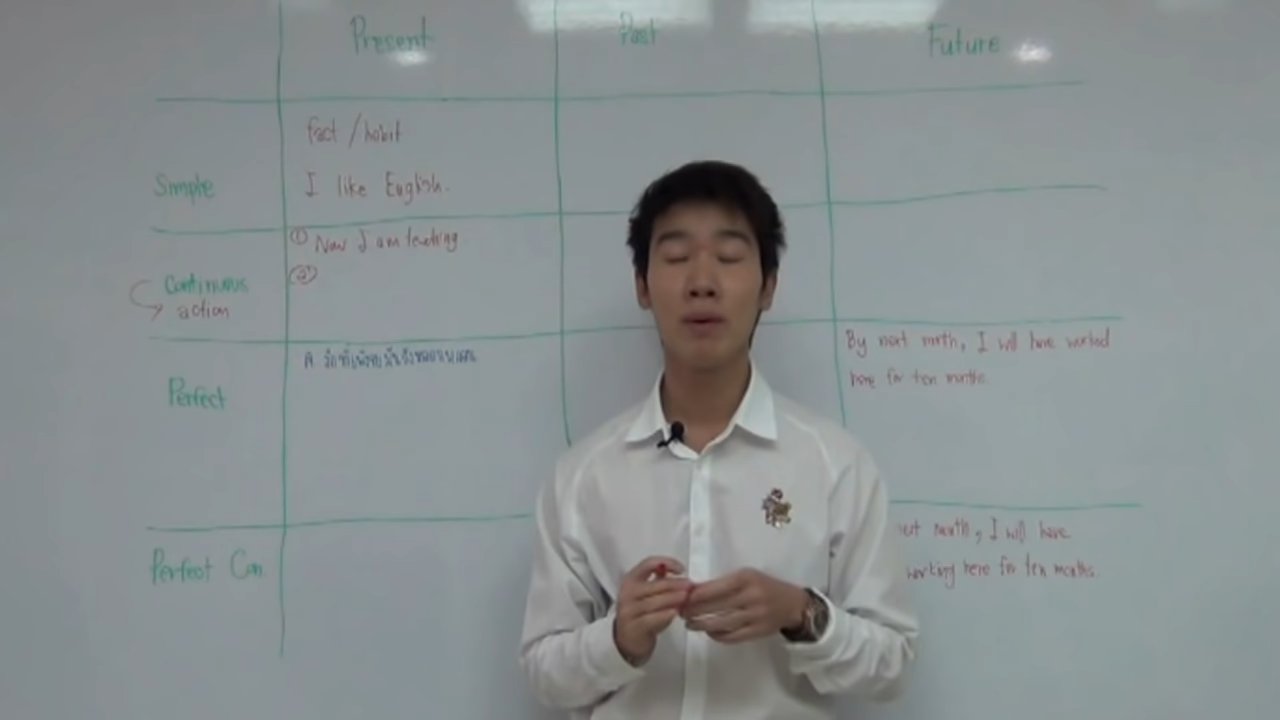 Present Past Future
fact / habit
Simple
I like English.
① Now I am teaching
②
Continuous
action
By next month, I will have worked
here for ten months.
A.
Perfect
next month, I will have
working here for ten months.
Perfect Con.